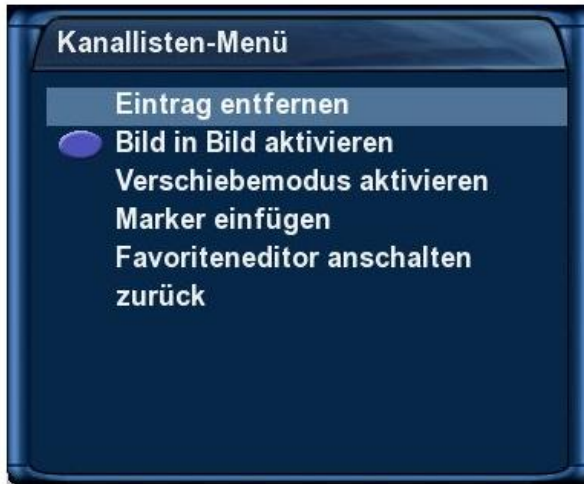 Kanallisten-Menü
Eintrag entfernen
Bild in Bild aktivieren
Verschiebemodus aktivieren
Marker einfügen
Favoriteneditor anschalten
zurück